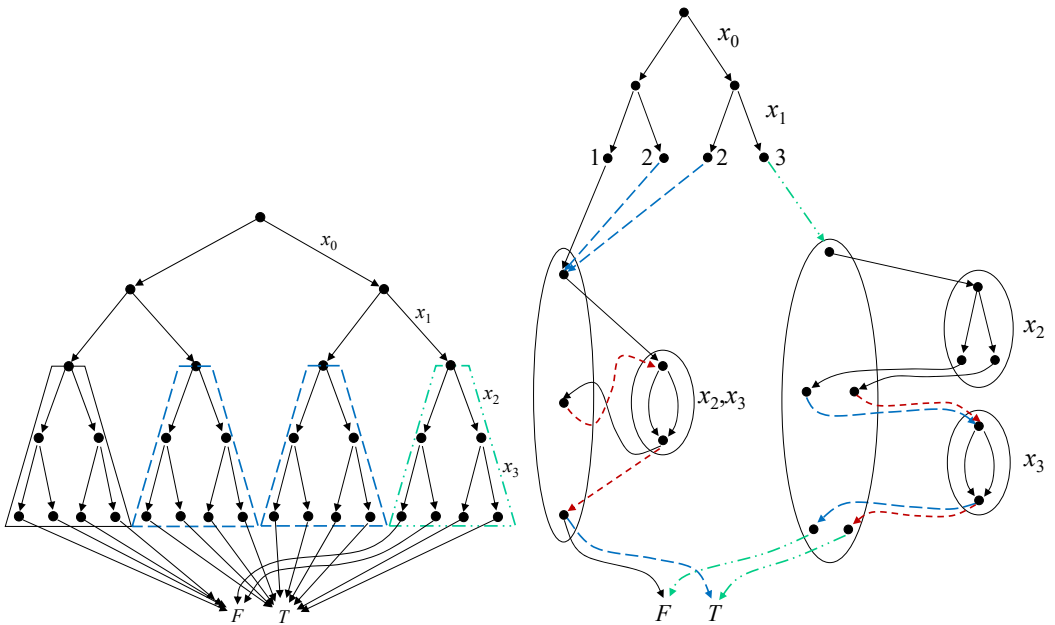 x₀
x₁
x₂
x₃
F T
x₀
x₁
1 2 2 3
x₂
x₂,x₃
x₃
F T